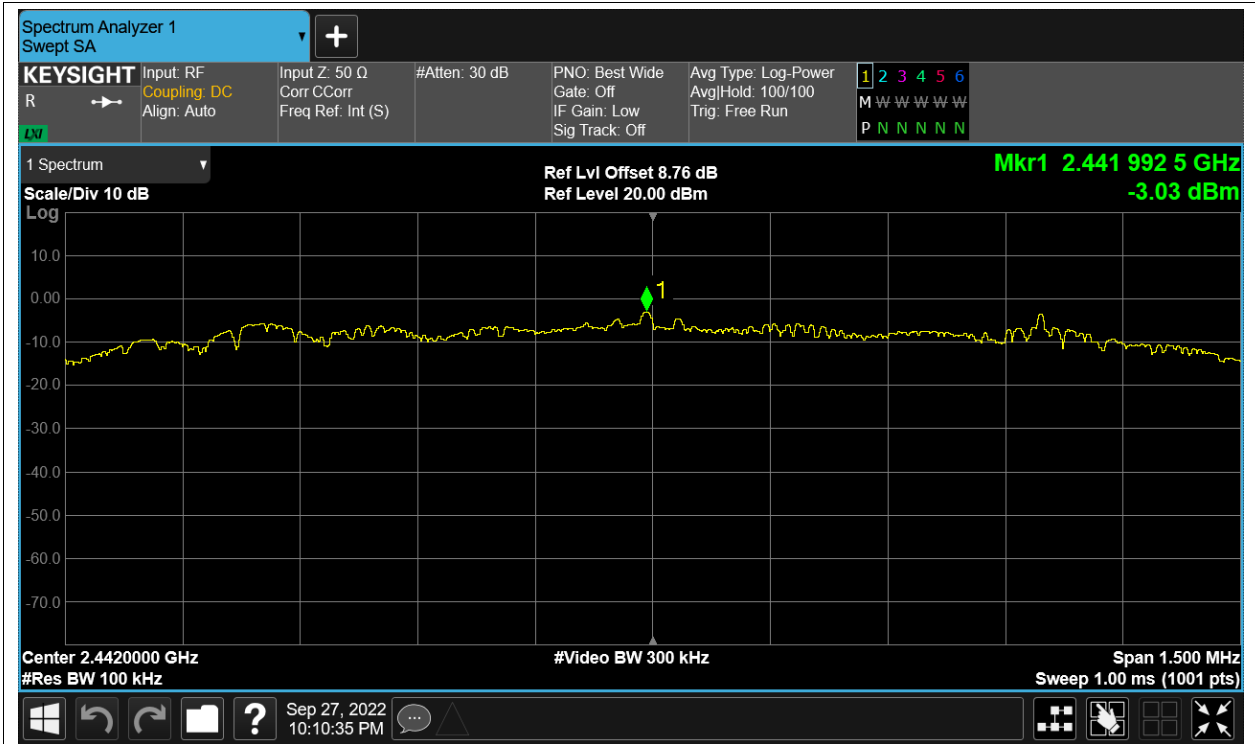 Spectrum Analyzer 1
Swept SA
KEYSIGHT
R
LXI
Input: RF
Coupling: DC
Align: Auto
Input Z: 50 Ω
Corr CCorr
Freq Ref: Int (S)
#Atten: 30 dB
PNO: Best Wide
Gate: Off
IF Gain: Low
Sig Track: Off
Avg Type: Log-Power
Avg|Hold: 100/100
Trig: Free Run
1 2 3 4 5 6
M W W W W W
P N N N N N
1 Spectrum
Scale/Div 10 dB
Log
Ref Lvl Offset 8.76 dB
Ref Level 20.00 dBm
Mkr1 2.441 992 5 GHz
-3.03 dBm
10.0
0.00
1
-10.0
-20.0
-30.0
-40.0
-50.0
-60.0
-70.0
Center 2.4420000 GHz
#Video BW 300 kHz
Span 1.500 MHz
#Res BW 100 kHz
Sweep 1.00 ms (1001 pts)
?
Sep 27, 2022
10:10:35 PM